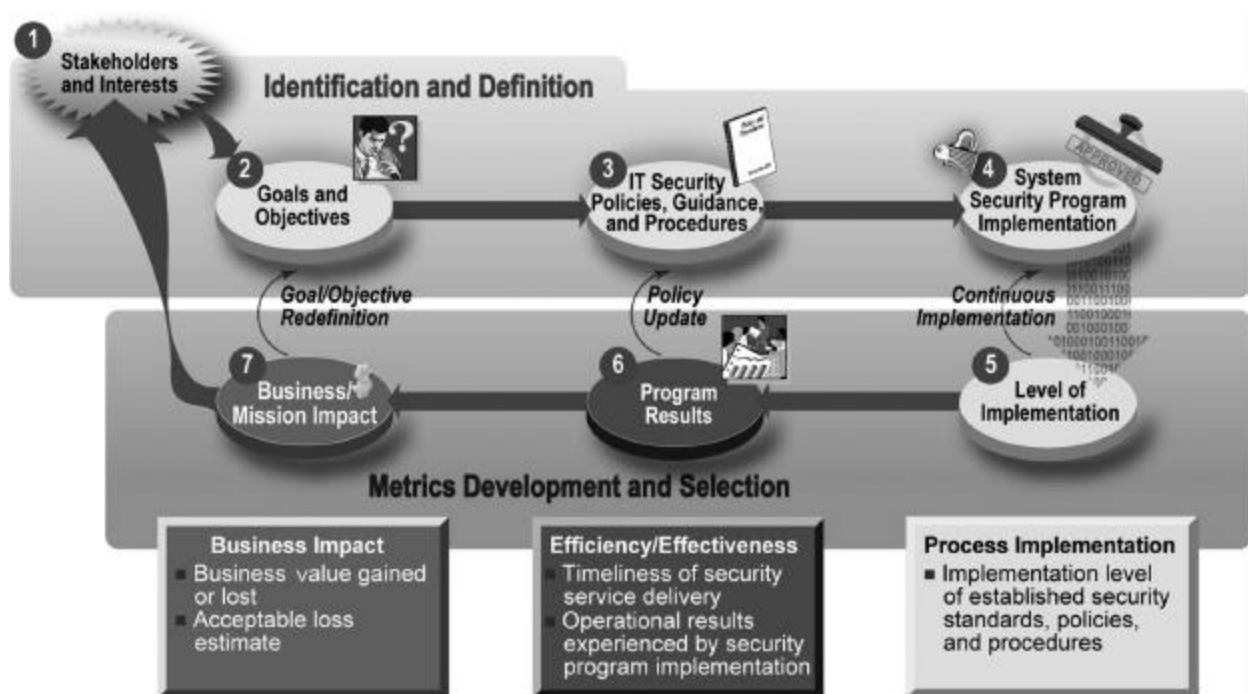 1
Stakeholders
and Interests
Identification and Definition
2
Goals and
Objectives
3
IT Security
Policies, Guidance,
and Procedures
4
System
Security Program
Implementation
APPROVED
Goal/Objective
Redefinition
Policy
Update
Continuous
Implementation
7
Business/
Mission Impact
6
Program
Results
5
Level of
Implementation
Metrics Development and Selection
Business Impact
▪ Business value gained
or lost
▪ Acceptable loss
estimate
Efficiency/Effectiveness
▪ Timeliness of security
service delivery
▪ Operational results
experienced by security
program implementation
Process Implementation
▪ Implementation level
of established security
standards, policies,
and procedures